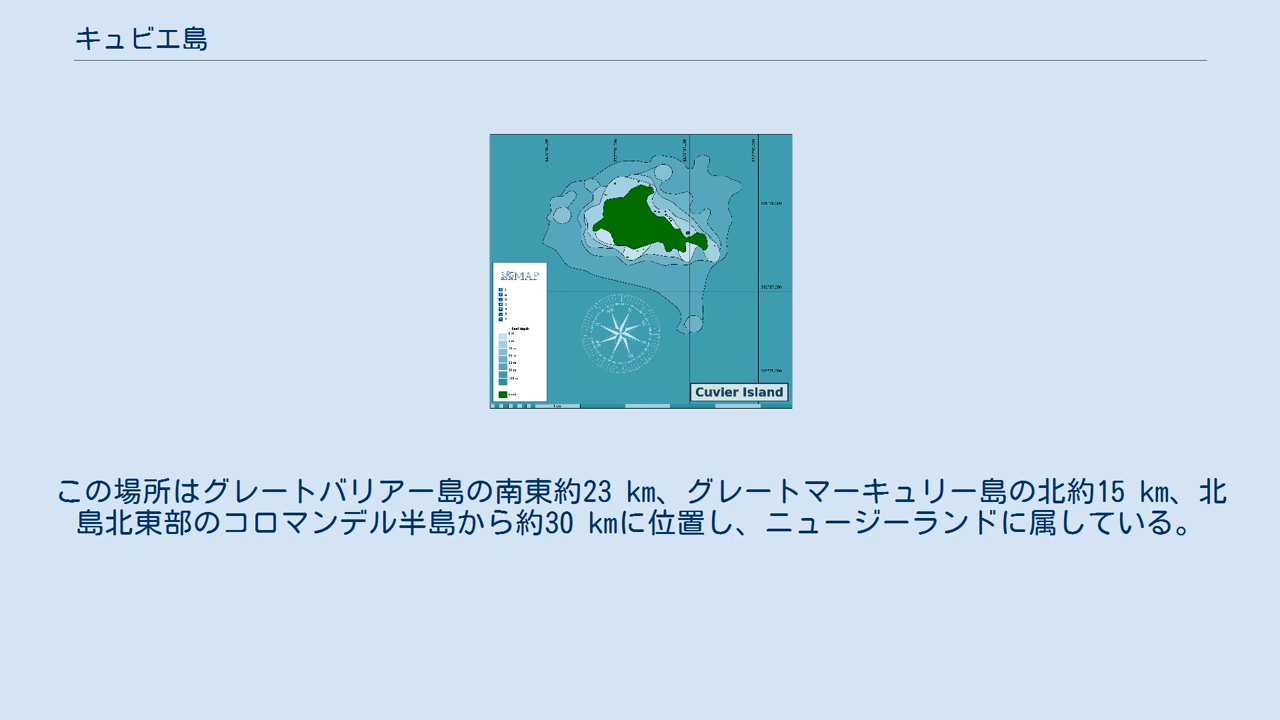 キュビエ島
MAP
Cuvier Island
この場所はグレートバリアー島の南東約23 km、グレートマーキュリー島の北約15 km、北
島北東部のコロマンデル半島から約30 kmに位置し、ニュージーランドに属している。